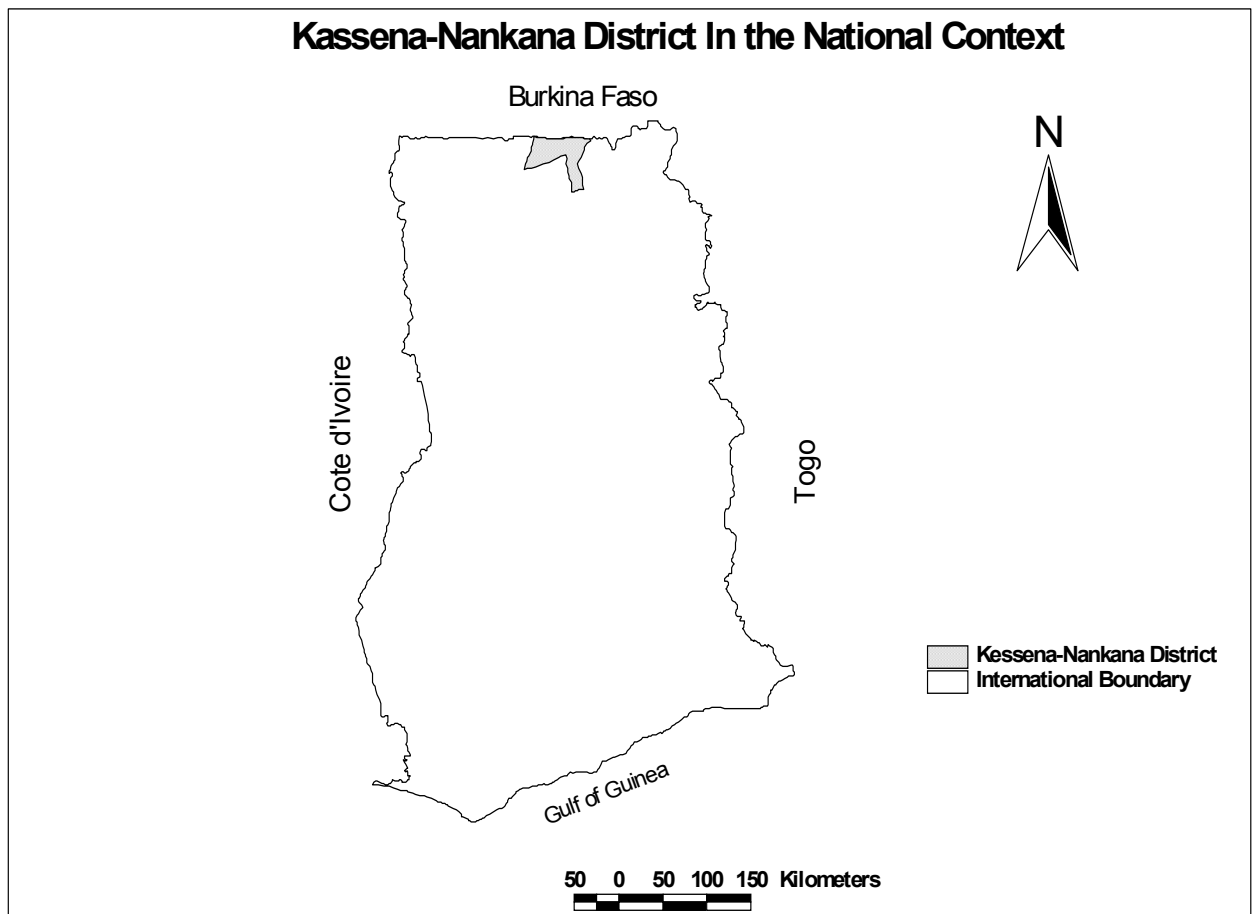 Kassena-Nankana District In the National Context
Burkina Faso
N
Cote d'Ivoire
Togo
Kessena-Nankana District
International Boundary
Gulf of Guinea
50 0 50 100 150 Kilometers